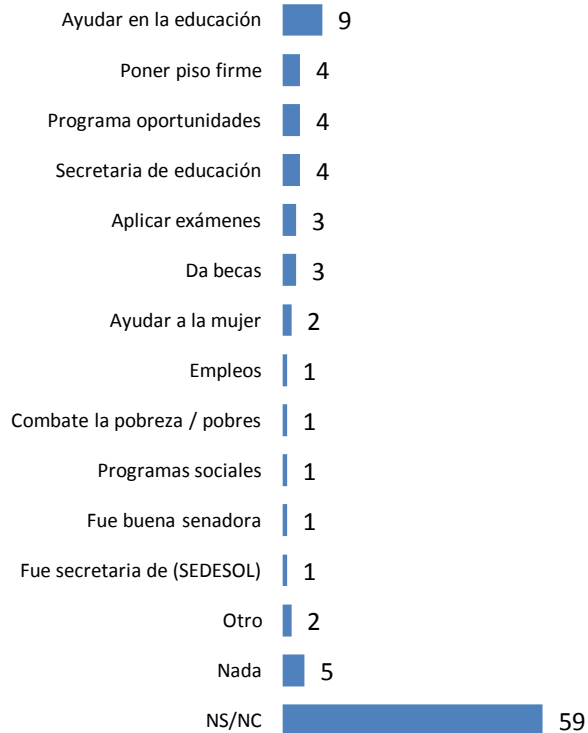 Ayudar en la educación 9
Poner piso firme 4
Programa oportunidades 4
Secretaria de educación 4
Aplicar exámenes 3
Da becas 3
Ayudar a la mujer 2
Empleos 1
Combate la pobreza / pobres 1
Programas sociales 1
Fue buena senadora 1
Fue secretaria de (SEDESOL) 1
Otro 2
Nada 5
NS/NC 59